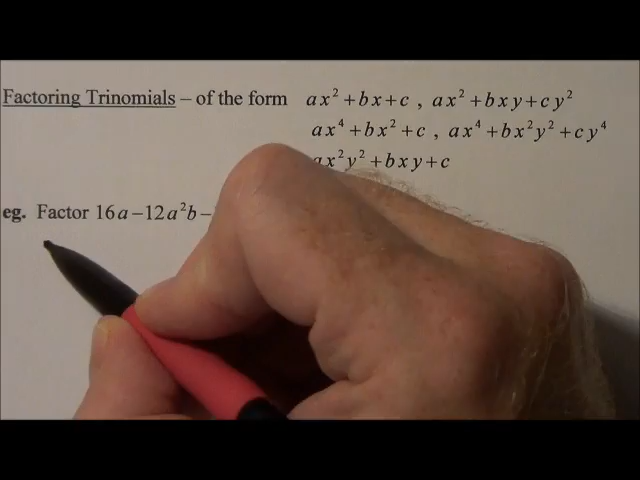 Factoring Trinomials – of the form ax² + bx + c , ax² + bxy + cy²
ax⁴ + bx² + c , ax⁴ + bx²y² + cy⁴
ax²y² + bxy + c
eg. Factor 16a – 12a²b –